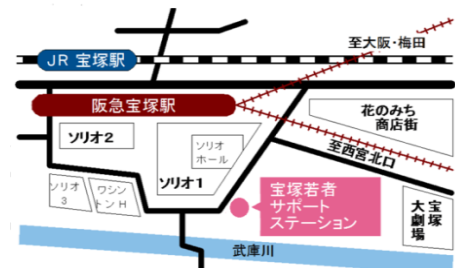 至大阪・梅田
JR 宝塚駅
阪急宝塚駅
花のみち
商店街
ソリオ2
ソリオ
ホール
至西宮北口
ソリオ1
ソリオ
3
ワシン
トンH
宝塚若者
サポート
ステーション
宝塚
大劇場
武庫川